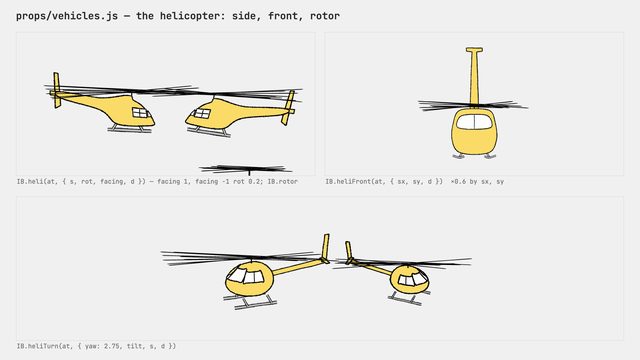 props/vehicles.js — the helicopter: side, front, rotor
IB.heli(at, { s, rot, facing, d }) — facing 1, facing -1 rot 0.2; IB.rotor
IB.heliFront(at, { sx, sy, d }) ×0.6 by sx, sy
IB.heliTurn(at, { yaw: 2.75, tilt, s, d })